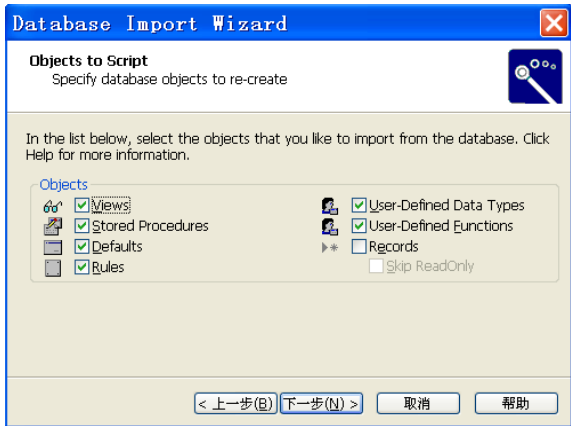 Database Import Wizard
Objects to Script
Specify database objects to re-create
In the list below, select the objects that you like to import from the database. Click
Help for more information.
Objects
Views
User-Defined Data Types
Stored Procedures
User-Defined Functions
Defaults
Records
Rules
Skip ReadOnly
< 上一步(B)
下一步(N) >
取消
帮助